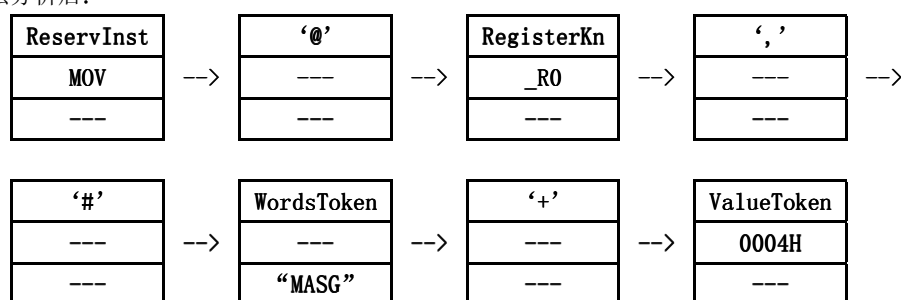 ReservInst ‘@’ RegisterKn ‘,’
MOV --> --- --> _R0 --> --- -->
--- --- --- ---
‘#’ WordsToken ‘+’ ValueToken
--- --> --- --> --- --> 0004H
--- “MASG” --- ---